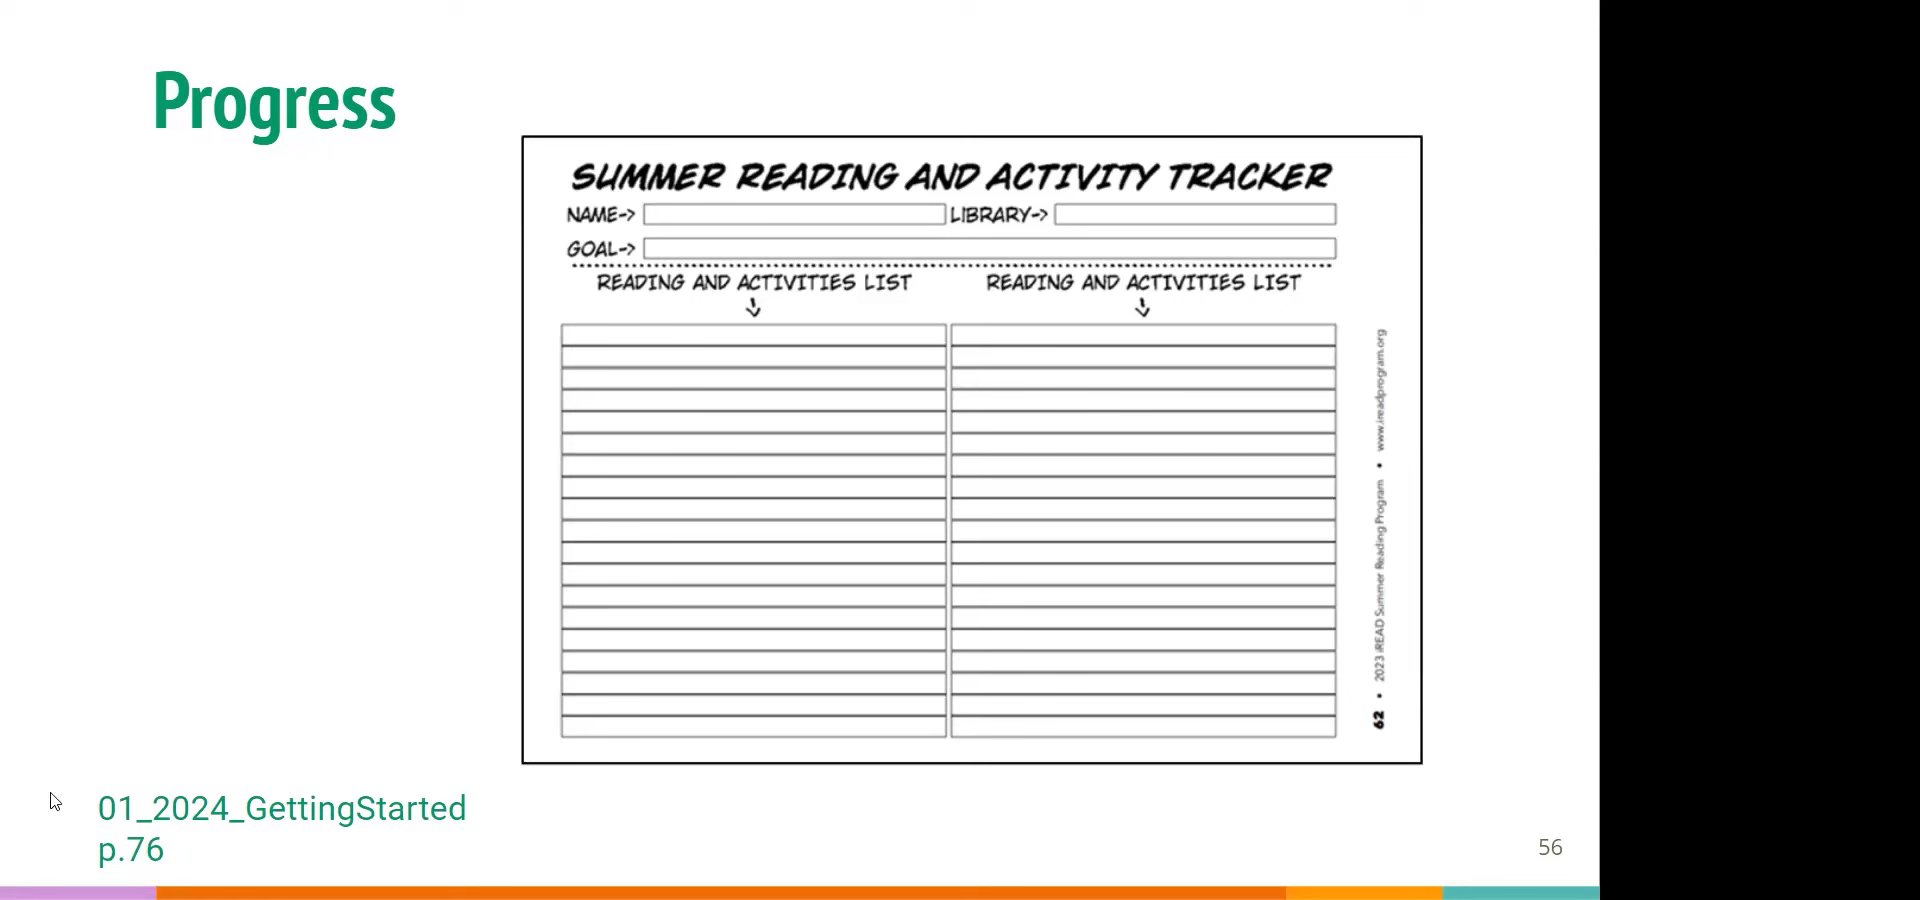 Progress
SUMMER READING AND ACTIVITY TRACKER
NAME-> LIBRARY->
GOAL->
READING AND ACTIVITIES LIST READING AND ACTIVITIES LIST
62 • 2023 iREAD Summer Reading Program • www.ireadprogram.org
01_2024_GettingStarted
p.76
56